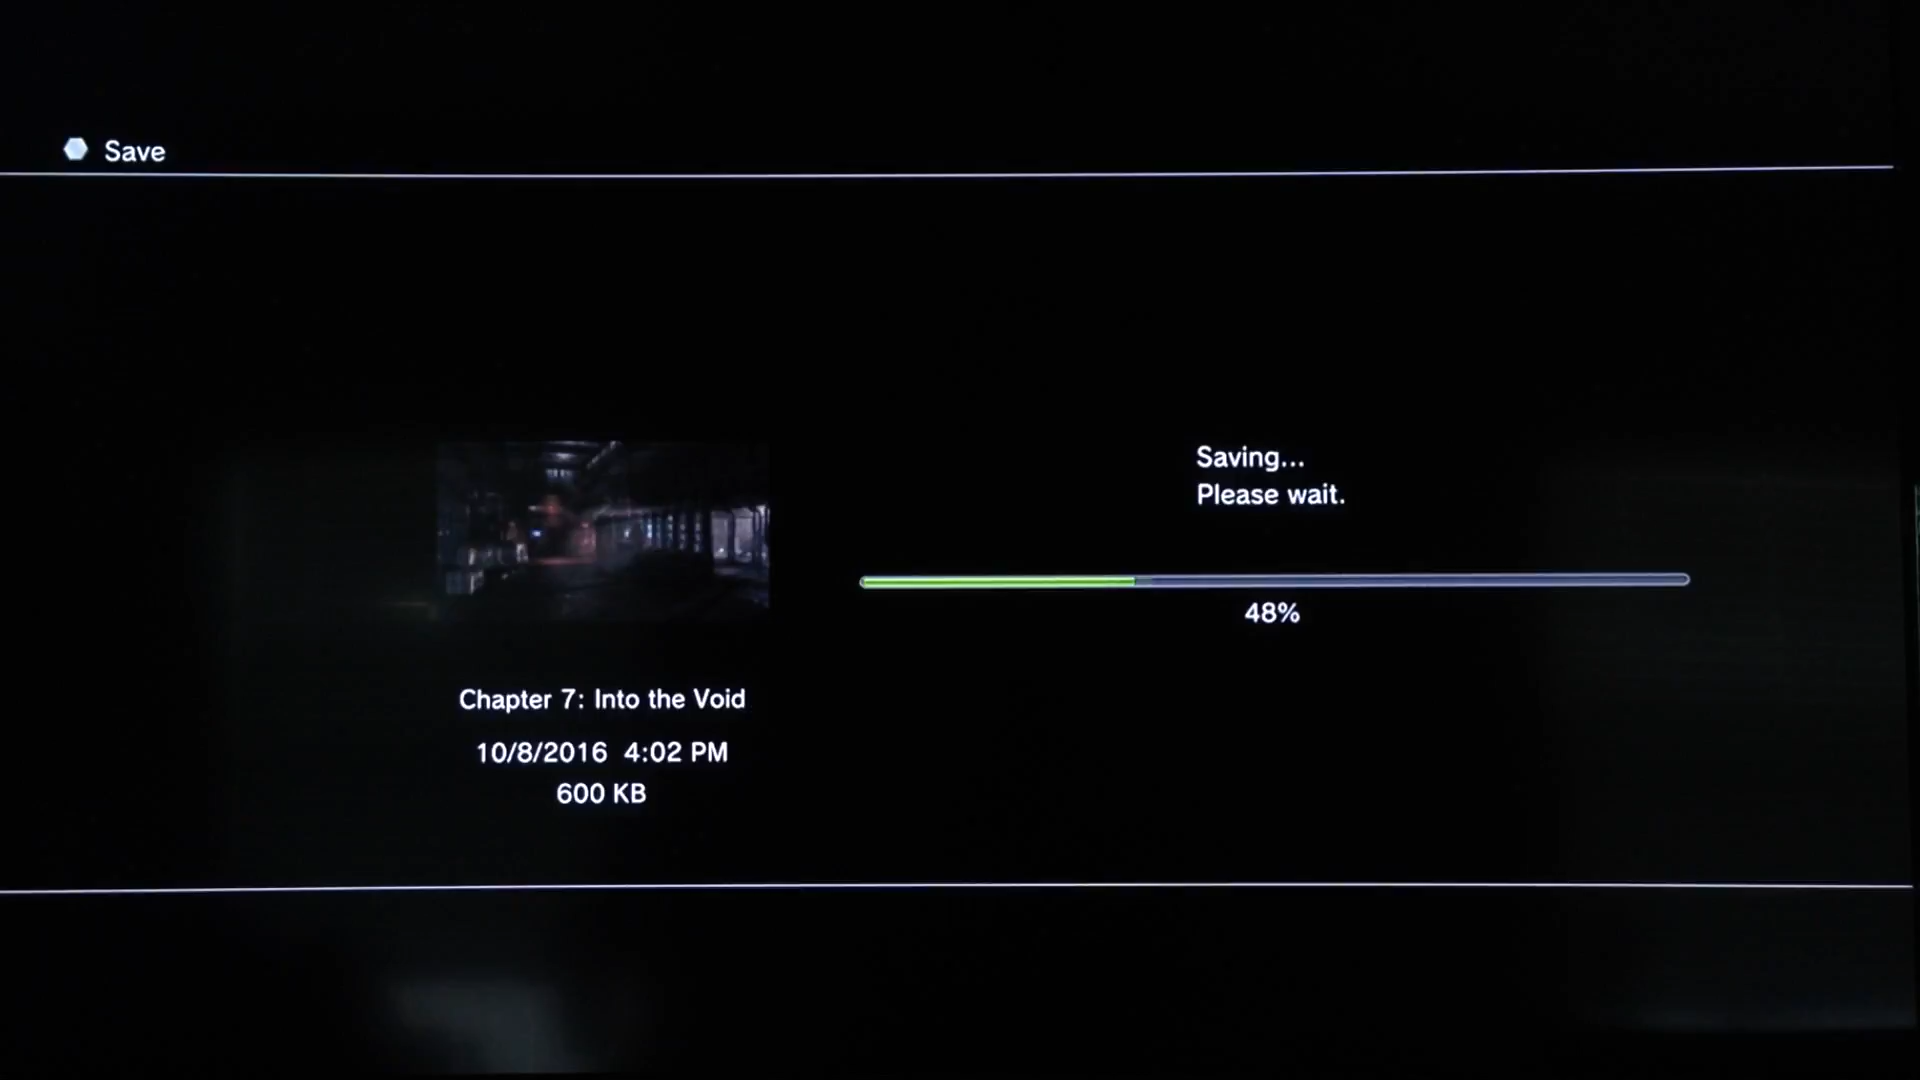 Save
Saving...
Please wait.
48%
Chapter 7: Into the Void
10/8/2016 4:02 PM
600 KB